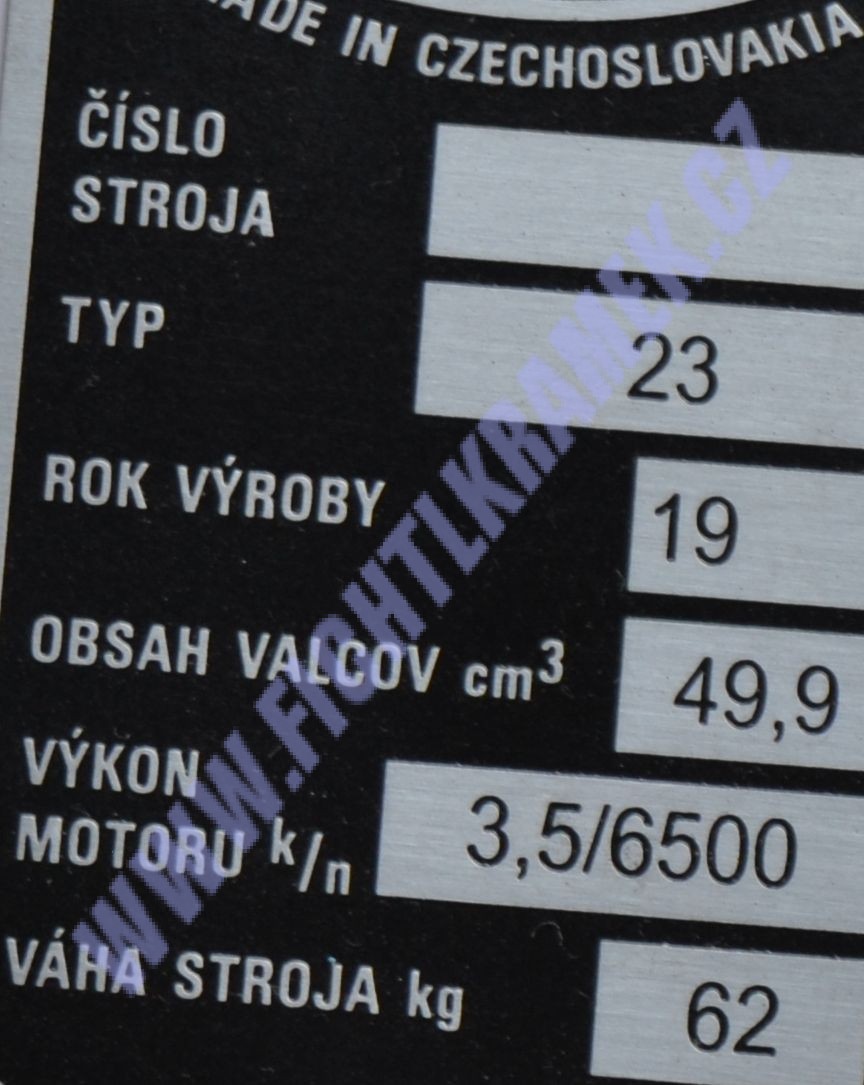 MADE IN CZECHOSLOVAKIA
ČÍSLO
STROJA
TYP 23
ROK VÝROBY 19
OBSAH VALCOV cm³ 49,9
VÝKON
MOTORU k/n 3,5/6500
VÁHA STROJA kg 62
WWW.FICHTLKRAMEK.CZ